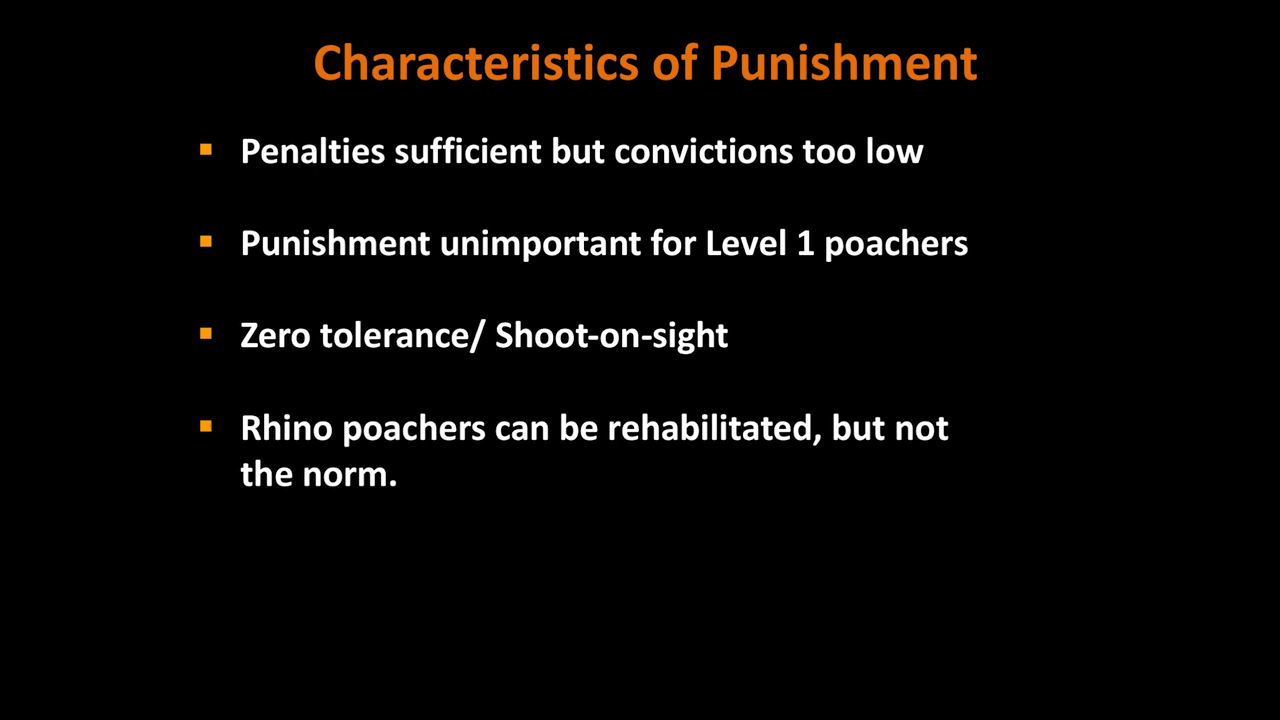 Characteristics of Punishment
▪ Penalties sufficient but convictions too low
▪ Punishment unimportant for Level 1 poachers
▪ Zero tolerance/ Shoot-on-sight
▪ Rhino poachers can be rehabilitated, but not
the norm.